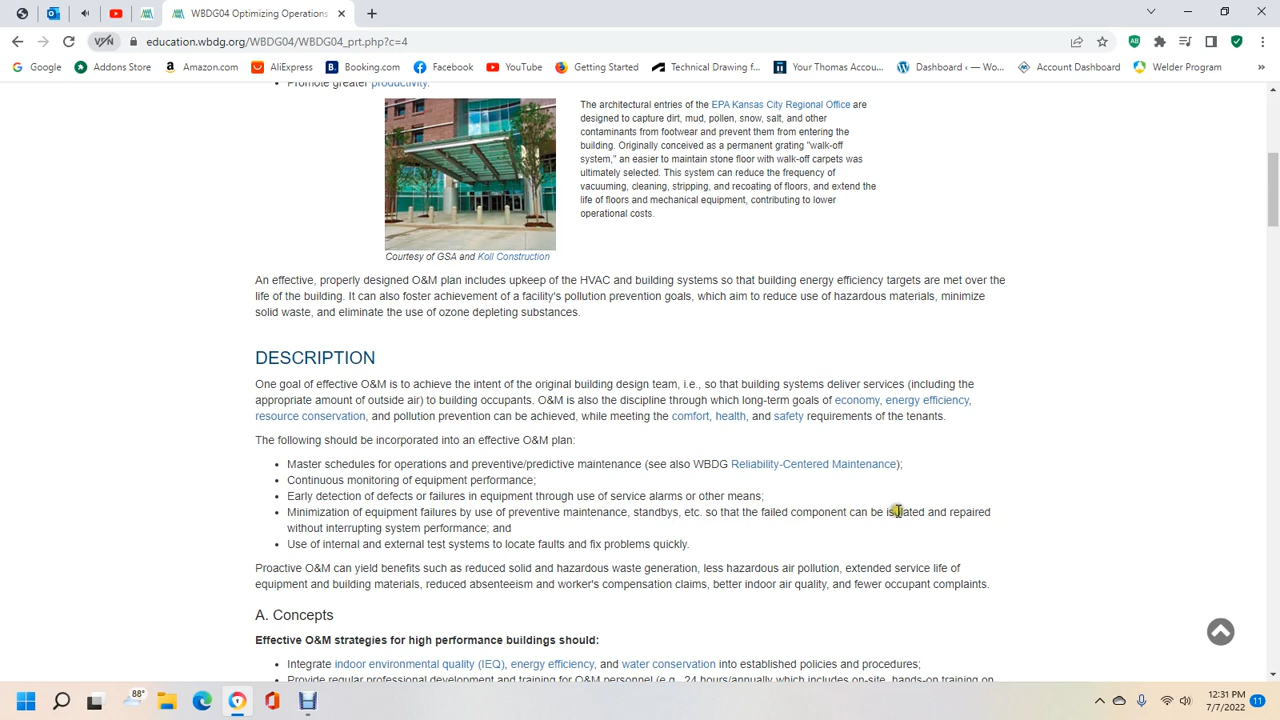 WBDG04 Optimizing Operations
education.wbdg.org/WBDG04/WBDG04_prt.php?c=4
Google Addons Store Amazon.com AliExpress Booking.com Facebook YouTube Getting Started Technical Drawing f... Your Thomas Accou... Dashboard ‹ — Wo... Account Dashboard Welder Program »
Promote greater productivity.
The architectural entries of the EPA Kansas City Regional Office are
designed to capture dirt, mud, pollen, snow, salt, and other
contaminants from footwear and prevent them from entering the
building. Originally conceived as a permanent grating "walk-off
system," an easier to maintain stone floor with walk-off carpets was
ultimately selected. This system can reduce the frequency of
vacuuming, cleaning, stripping, and recoating of floors, and extend the
life of floors and mechanical equipment, contributing to lower
operational costs.
Courtesy of GSA and Koll Construction
An effective, properly designed O&M plan includes upkeep of the HVAC and building systems so that building energy efficiency targets are met over the
life of the building. It can also foster achievement of a facility's pollution prevention goals, which aim to reduce use of hazardous materials, minimize
solid waste, and eliminate the use of ozone depleting substances.
DESCRIPTION
One goal of effective O&M is to achieve the intent of the original building design team, i.e., so that building systems deliver services (including the
appropriate amount of outside air) to building occupants. O&M is also the discipline through which long-term goals of economy, energy efficiency,
resource conservation, and pollution prevention can be achieved, while meeting the comfort, health, and safety requirements of the tenants.
The following should be incorporated into an effective O&M plan:
• Master schedules for operations and preventive/predictive maintenance (see also WBDG Reliability-Centered Maintenance);
• Continuous monitoring of equipment performance;
• Early detection of defects or failures in equipment through use of service alarms or other means;
• Minimization of equipment failures by use of preventive maintenance, standbys, etc. so that the failed component can be isolated and repaired
without interrupting system performance; and
• Use of internal and external test systems to locate faults and fix problems quickly.
Proactive O&M can yield benefits such as reduced solid and hazardous waste generation, less hazardous air pollution, extended service life of
equipment and building materials, reduced absenteeism and worker's compensation claims, better indoor air quality, and fewer occupant complaints.
A. Concepts
Effective O&M strategies for high performance buildings should:
• Integrate indoor environmental quality (IEQ), energy efficiency, and water conservation into established policies and procedures;
• Provide regular professional development and training for O&M personnel (e.g., 24 hours/annually which includes on-site, hands-on training on
88°
12:31 PM
7/7/2022
11